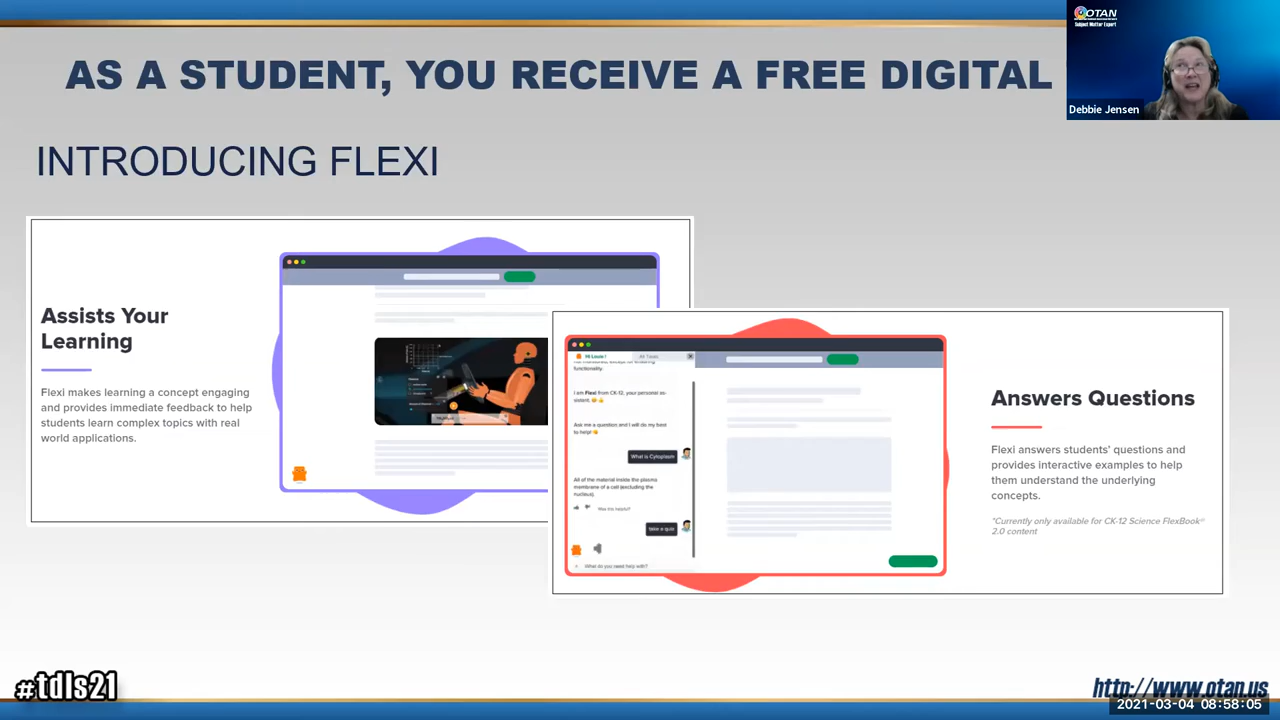 AS A STUDENT, YOU RECEIVE A FREE DIGITAL
OTAN
Subject Matter Expert
Debbie Jensen
INTRODUCING FLEXI
Assists Your
Learning
Flexi makes learning a concept engaging
and provides immediate feedback to help
students learn complex topics with real
world applications.
Hi Louie !
functionality.
I am Flexi from CK-12, your personal as-
sistant.
Ask me a question and I will do my best
to help!
What is Cytoplasm
All of the material inside the plasma
membrane of a cell (excluding the
nucleus).
Was this helpful?
take a quiz
What do you need help with?
Answers Questions
Flexi answers students' questions and
provides interactive examples to help
them understand the underlying
concepts.
*Currently only available for CK-12 Science FlexBook®
2.0 content
#tdls21
http://www.otan.us
2021-03-04 08:58:05